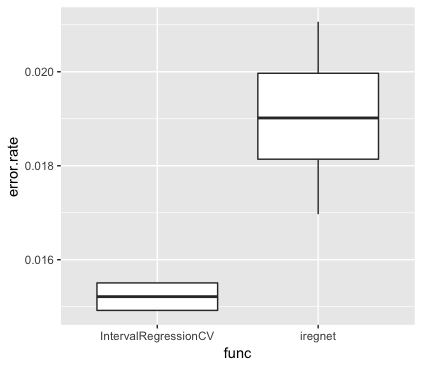 error.rate
0.020
0.018
0.016
IntervalRegressionCV
iregnet
func